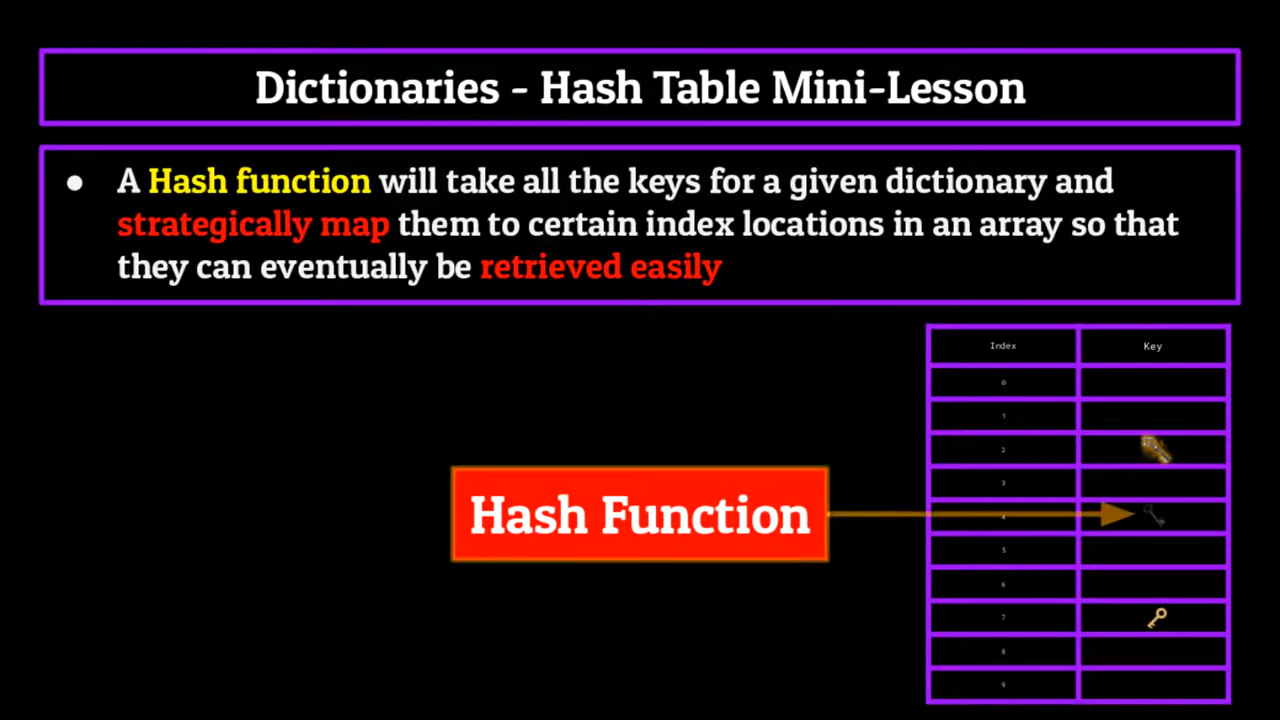 Dictionaries - Hash Table Mini-Lesson
● A Hash function will take all the keys for a given dictionary and
strategically map them to certain index locations in an array so that
they can eventually be retrieved easily
Index Key
0
1
2
3
Hash Function
4
5
6
7
8
9